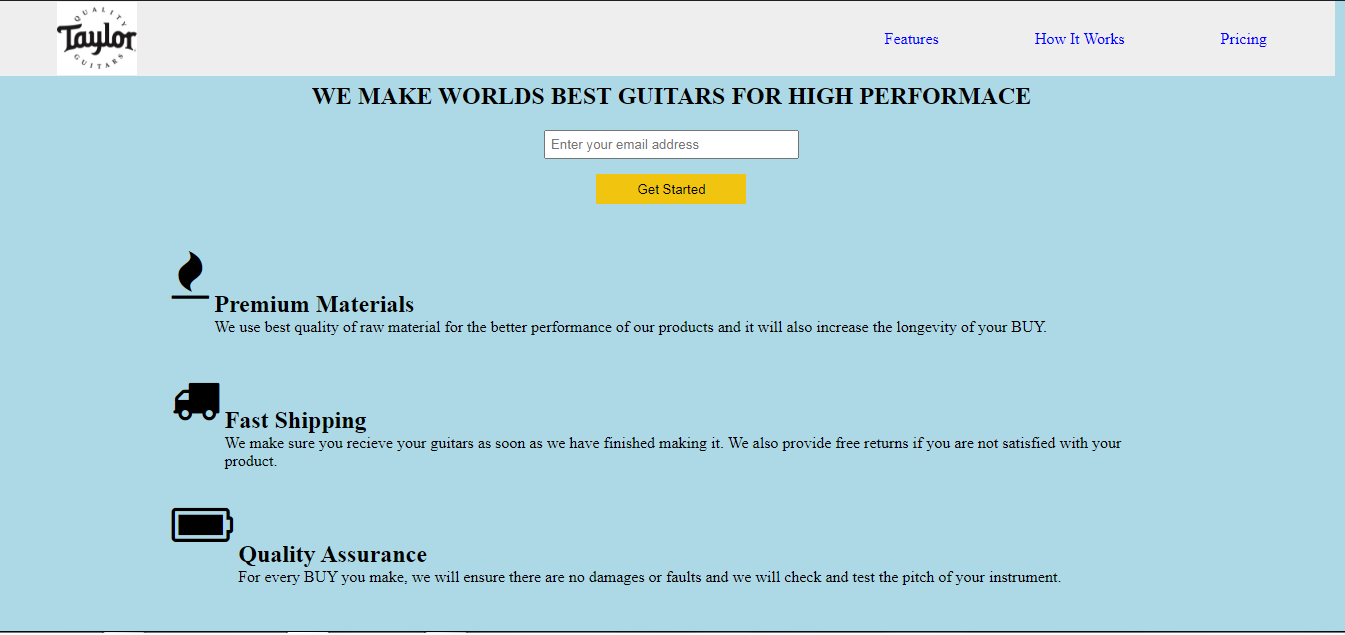 QUALITY
Taylor
GUITARS
Features
How It Works
Pricing
WE MAKE WORLDS BEST GUITARS FOR HIGH PERFORMACE
Enter your email address
Get Started
Premium Materials
We use best quality of raw material for the better performance of our products and it will also increase the longevity of your BUY.
Fast Shipping
We make sure you recieve your guitars as soon as we have finished making it. We also provide free returns if you are not satisfied with your
product.
Quality Assurance
For every BUY you make, we will ensure there are no damages or faults and we will check and test the pitch of your instrument.